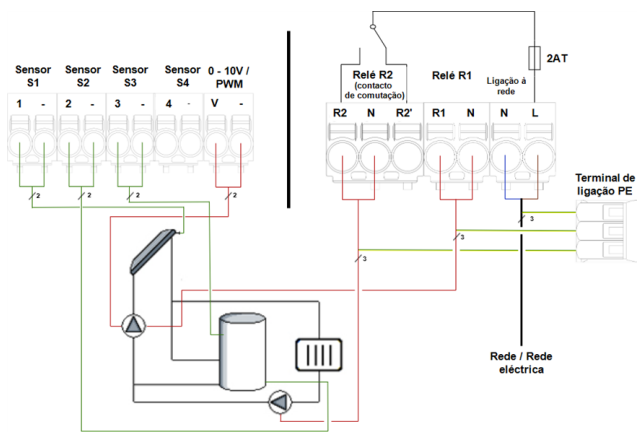 Sensor S1
Sensor S2
Sensor S3
Sensor S4
0 - 10V / PWM
1 -
2 -
3 -
4 -
V -
2
2
2
2
2AT
Relé R2
(contacto
de comutação)
Relé R1
Ligação á
rede
R2 N R2'
R1 N
N L
Terminal de
ligação PE
3
3
3
Rede / Rede
eléctrica